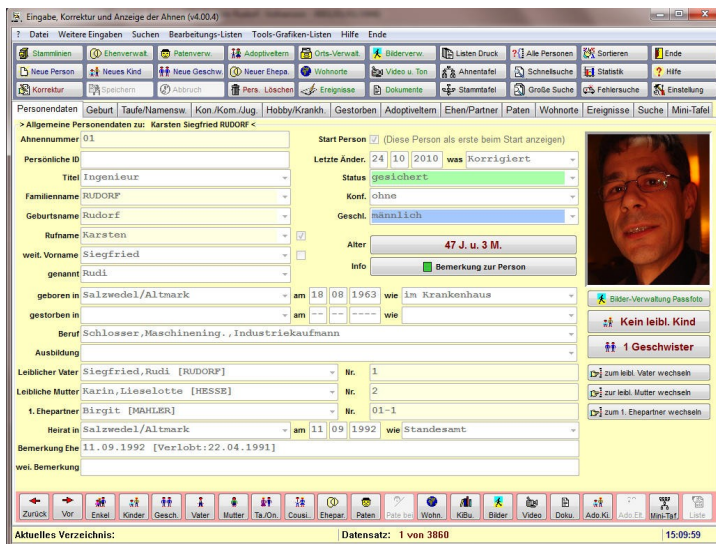 Eingabe, Korrektur und Anzeige der Ahnen (v4.00.4)
? Datei Weitere Eingaben Suchen Bearbeitungs-Listen Tools-Grafiken-Listen Hilfe Ende
Stammlinien Ehenverwalt. Patenverw. Adoptiveltern Orts-Verwalt. Bilderverw. Listen Druck Alle Personen Sortieren Ende
Neue Person Neues Kind Neue Geschw. Neuer Ehepa. Wohnorte Video u. Ton Ahnentafel Schnellsuche Statistik Hilfe
Korrektur Speichern Abbruch Pers. Löschen Ereignisse Dokumente Stammtafel Große Suche Fehlersuche Einstellung
Personendaten Geburt Taufe/Namensw. Kon./Kom./Jug. Hobby/Krankh. Gestorben Adoptiveltern Ehen/Partner Paten Wohnorte Ereignisse Suche Mini-Tafel
> Allgemeine Personendaten zu: Karsten Siegfried RUDORF <
Ahnennummer 01 Start Person (Diese Person als erste beim Start anzeigen)
Persönliche ID Letzte Änder. 24 10 2010 was Korrigiert
Titel Ingenieur Status gesichert
Familienname RUDORF Konf. ohne
Geburtsname Rudorf Geschl. männlich
Rufname Karsten Alter 47 J. u. 3 M.
weit. Vorname Siegfried Info Bemerkung zur Person
genannt Rudi
geboren in Salzwedel/Altmark am 18 08 1963 wie im Krankenhaus Bilder-Verwaltung Passfoto
gestorben in am -- -- ---- wie Kein leibl. Kind
Beruf Schlosser,Maschinening.,Industriekaufmann 1 Geschwister
Ausbildung
Leiblicher Vater Siegfried,Rudi [RUDORF] Nr. 1 zum leibl. Vater wechseln
Leibliche Mutter Karin,Lieselotte [HESSE] Nr. 2 zur leibl. Mutter wechseln
1. Ehepartner Birgit [MAHLER] Nr. 01-1 zum 1. Ehepartner wechseln
Heirat in Salzwedel/Altmark am 11 09 1992 wie Standesamt
Bemerkung Ehe 11.09.1992 [Verlobt:22.04.1991]
wei. Bemerkung
Zurück Vor Enkel Kinder Gesch. Vater Mutter Ta./On. Cousi.. Ehepar. Paten Pate bei Wohn. KiBu. Bilder Video Doku. Ado.Ki. Ado.Elt. Mini-Taf. Liste
Aktuelles Verzeichnis: Datensatz: 1 von 3860 15:09:59